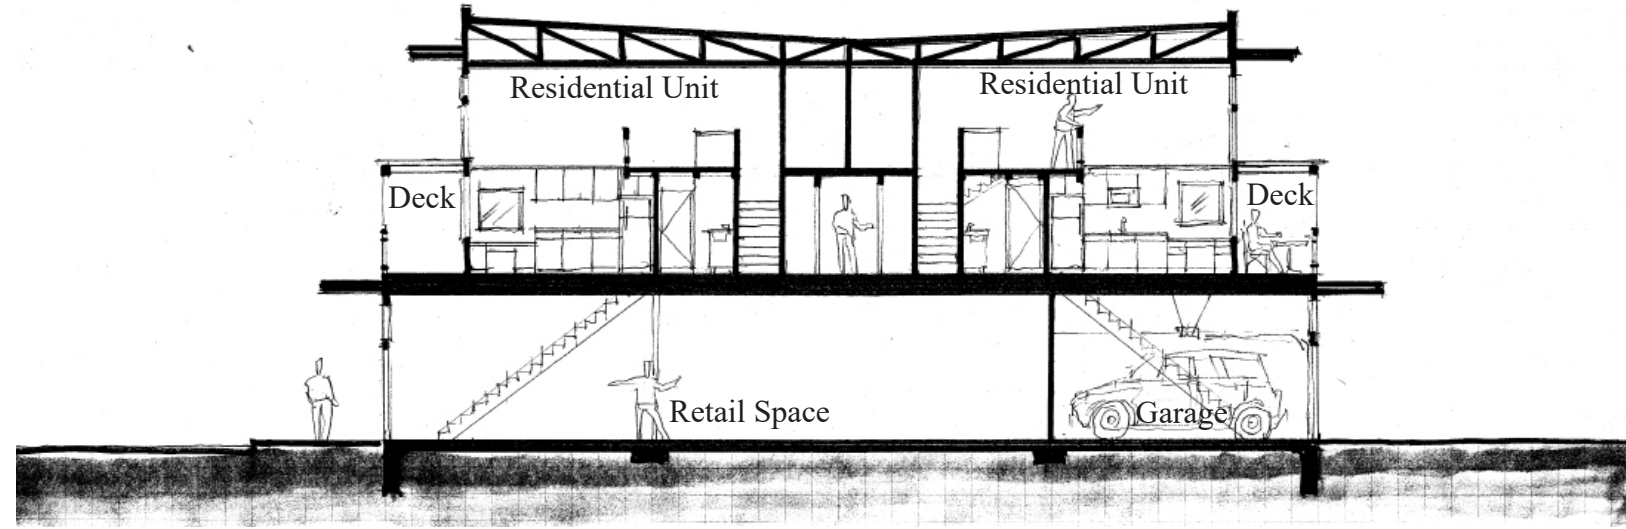 Residential Unit
Residential Unit
Deck
Deck
Retail Space
Garage